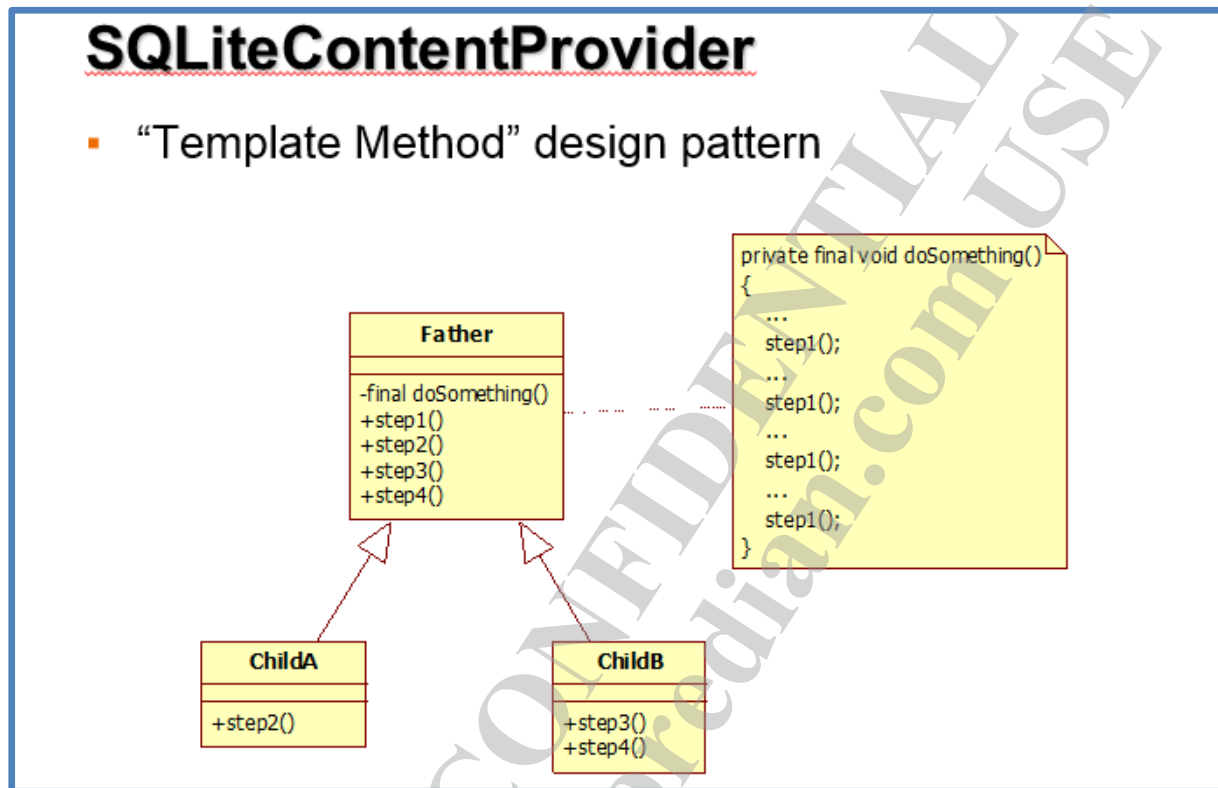 SQLiteContentProvider
▪ “Template Method” design pattern
private final void doSomething()
{
...
step1();
...
step1();
...
step1();
...
step1();
}
Father
-final doSomething()
+step1()
+step2()
+step3()
+step4()
ChildA
+step2()
ChildB
+step3()
+step4()
CONFIDENTIAL
oredian.com USE